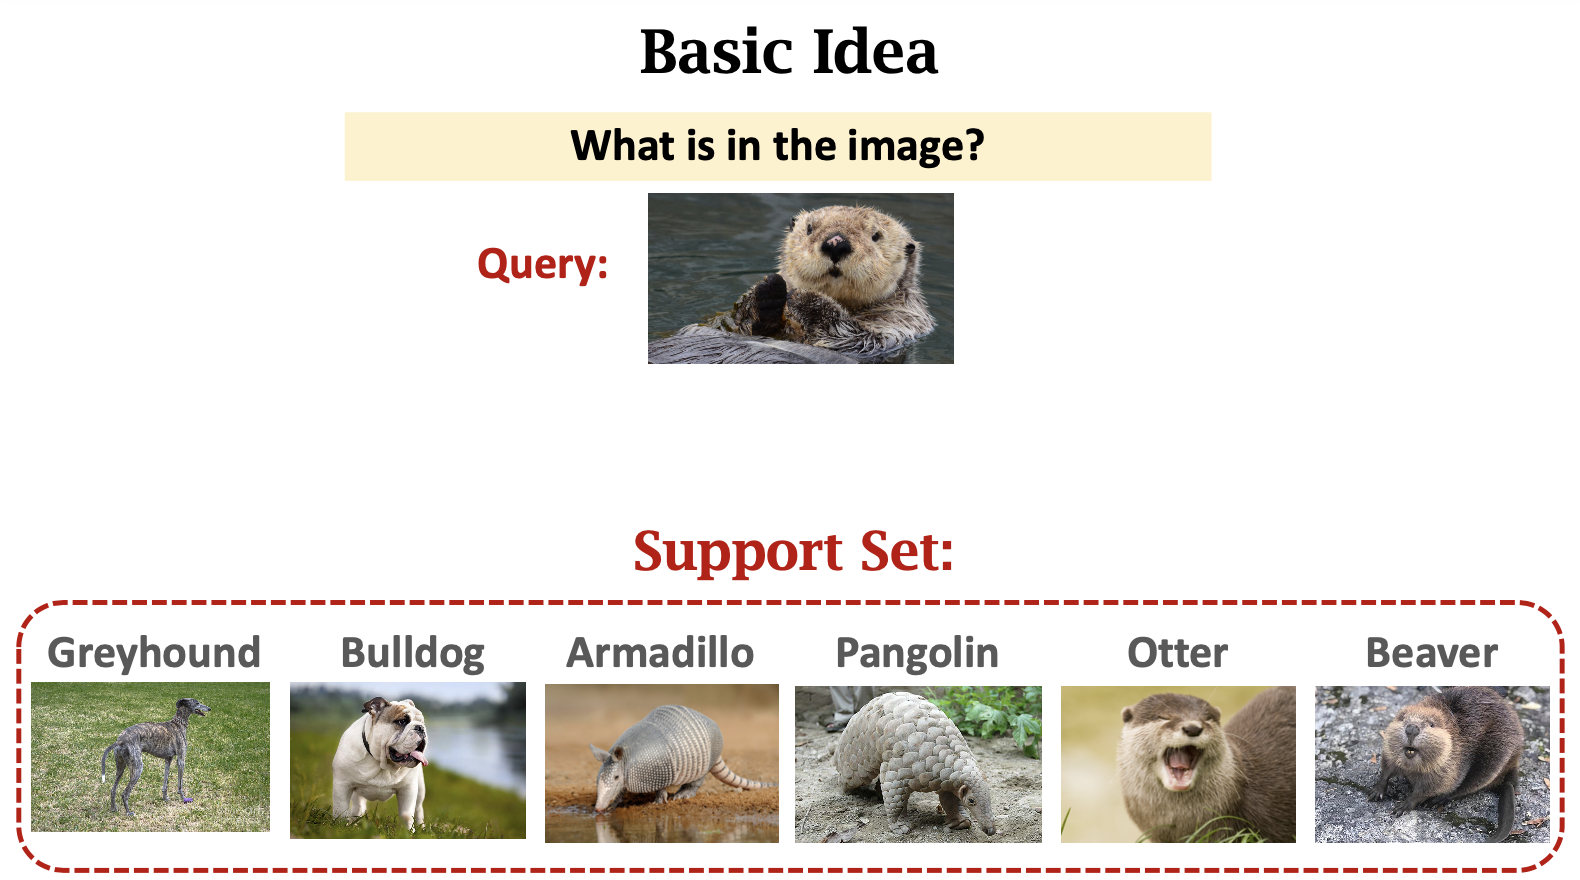 Basic Idea
What is in the image?
Query:
Support Set:
Greyhound Bulldog Armadillo Pangolin Otter Beaver